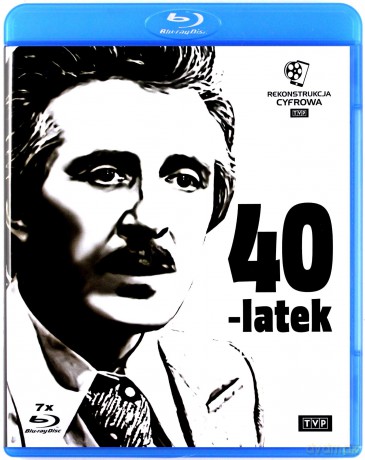 Blu-ray Disc
REKONSTRUKCJA
CYFROWA
TVP
40
-latek
7x
Blu-ray Disc
TVP